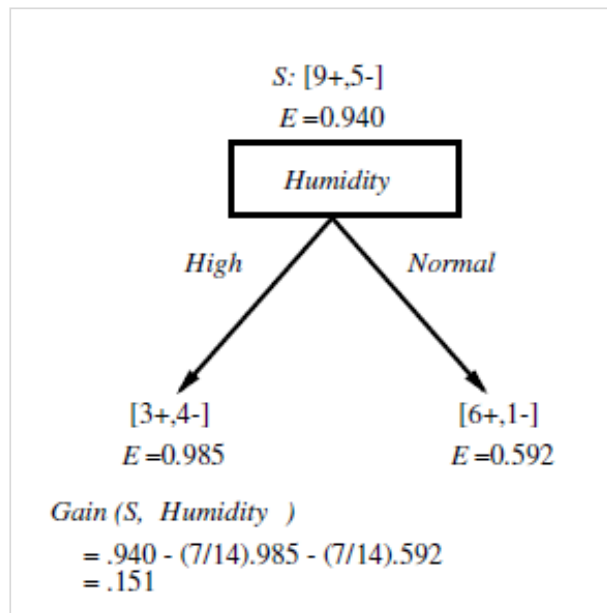 S: [9+,5-]
E =0.940
Humidity
High Normal
[3+,4-] [6+,1-]
E =0.985 E =0.592
Gain (S, Humidity )
= .940 - (7/14).985 - (7/14).592
= .151